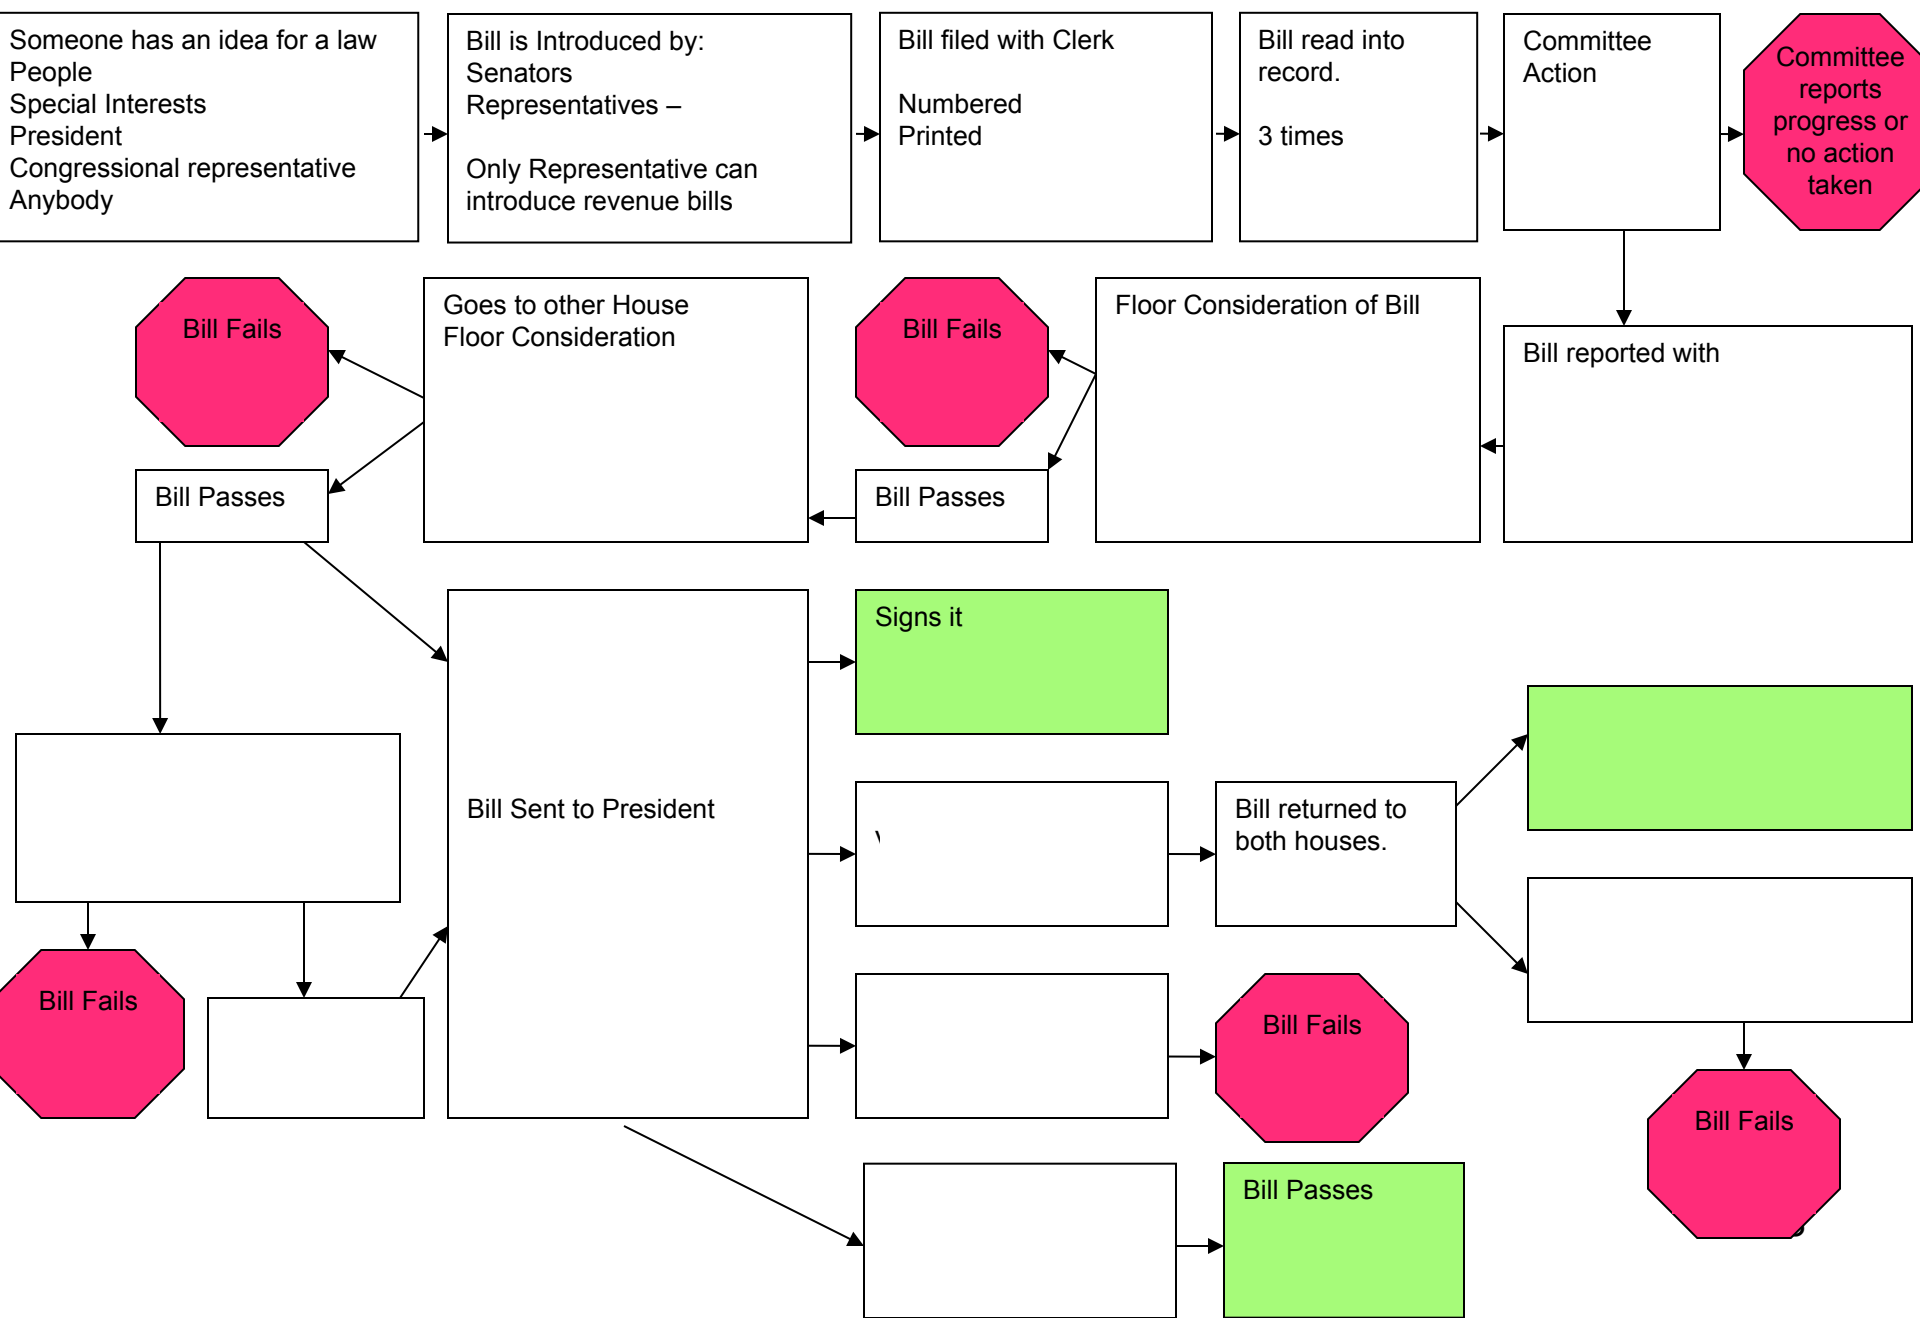 Someone has an idea for a law
People
Special Interests
President
Congressional representative
Anybody
Bill is Introduced by:
Senators
Representatives –
Only Representative can
introduce revenue bills
Bill filed with Clerk
Numbered
Printed
Bill read into
record.
3 times
Committee
Action
Committee
reports
progress or
no action
taken
Bill Fails
Goes to other House
Floor Consideration
Bill Fails
Floor Consideration of Bill
Bill reported with
Bill Passes
Bill Passes
Signs it
Bill Sent to President
Bill returned to
both houses.
Bill Fails
Bill Fails
Bill Fails
Bill Passes